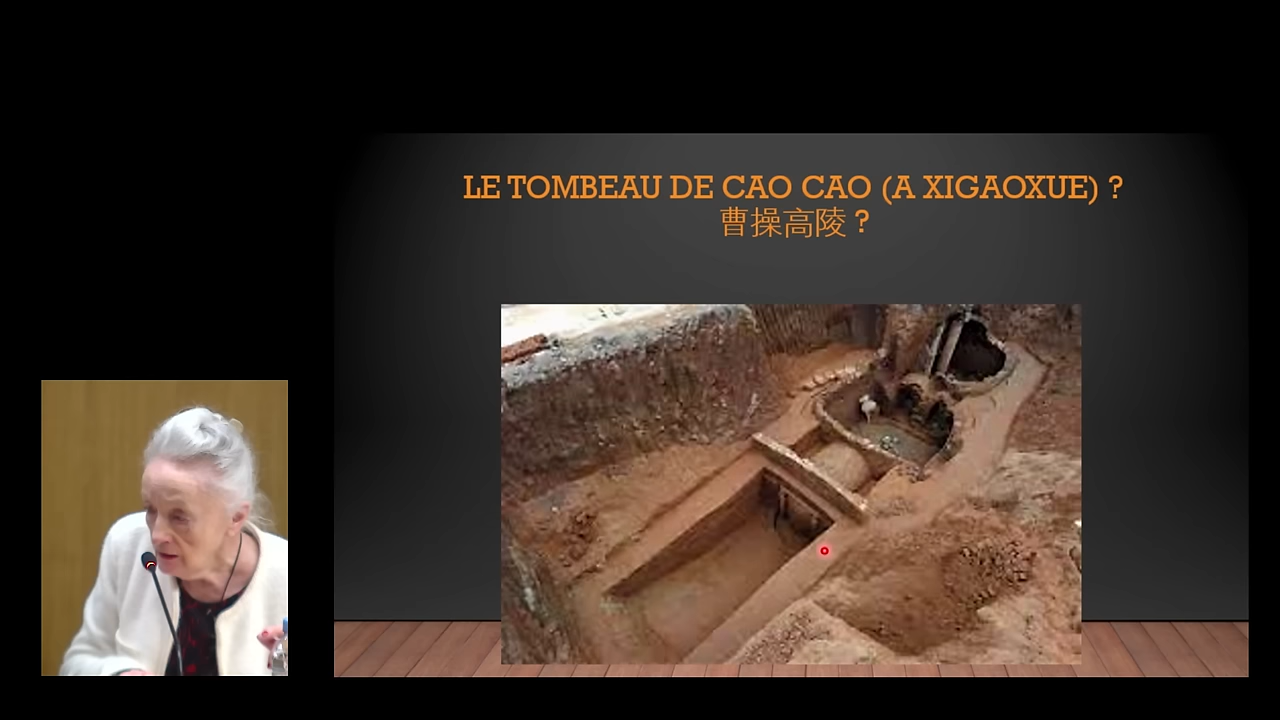 LE TOMBEAU DE CAO CAO (A XIGAOXUE) ?
曹操高陵 ?